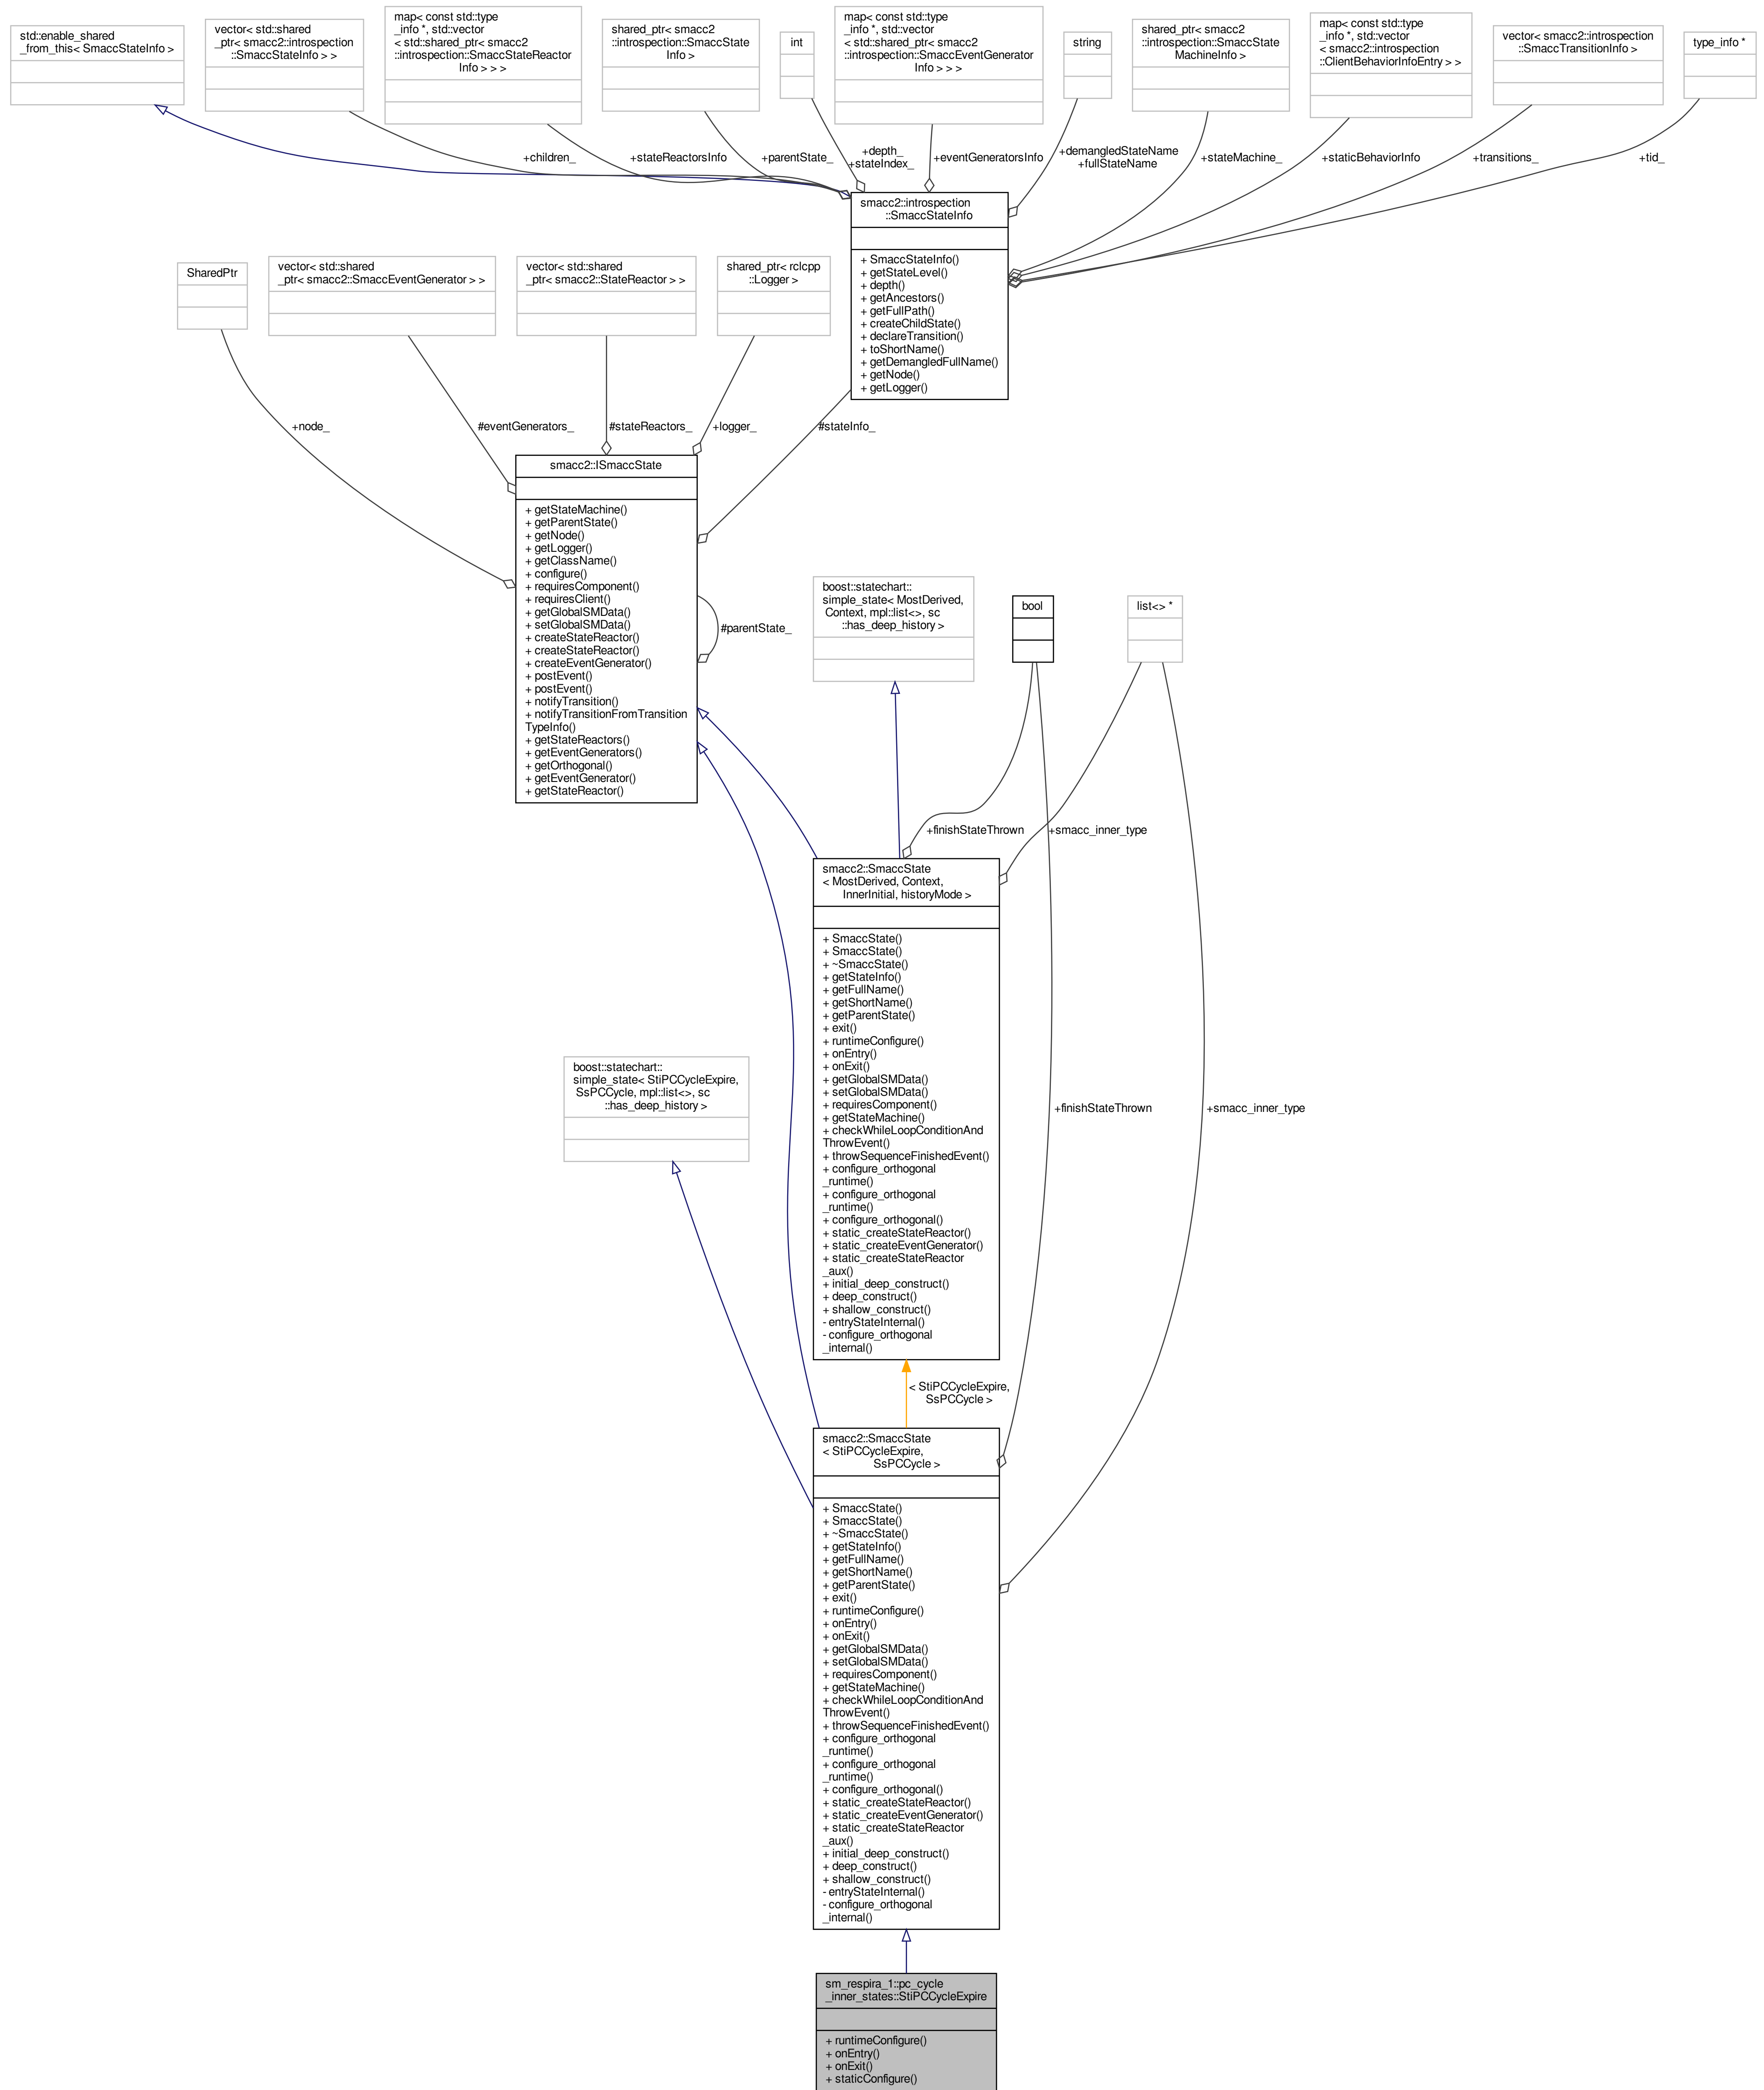 std::enable_shared
_from_this< SmaccStateInfo >
vector< std::shared
_ptr< smacc2::introspection
::SmaccStateInfo > >
map< const std::type
_info *, std::vector
< std::shared_ptr< smacc2
::introspection::SmaccStateReactor
Info > > >
shared_ptr< smacc2
::introspection::SmaccState
Info >
int
map< const std::type
_info *, std::vector
< std::shared_ptr< smacc2
::introspection::SmaccEventGenerator
Info > > >
string
shared_ptr< smacc2
::introspection::SmaccState
MachineInfo >
map< const std::type
_info *, std::vector
< smacc2::introspection
::ClientBehaviorInfoEntry > >
vector< smacc2::introspection
::SmaccTransitionInfo >
type_info *
+children_
+stateReactorsInfo
+parentState_
+depth_
+stateIndex_
+eventGeneratorsInfo
+demangledStateName
+fullStateName
+stateMachine_
+staticBehaviorInfo
+transitions_
+tid_
smacc2::introspection
::SmaccStateInfo
+ SmaccStateInfo()
+ getStateLevel()
+ depth()
+ getAncestors()
+ getFullPath()
+ createChildState()
+ declareTransition()
+ toShortName()
+ getDemangledFullName()
+ getNode()
+ getLogger()
SharedPtr
vector< std::shared
_ptr< smacc2::SmaccEventGenerator > >
vector< std::shared
_ptr< smacc2::StateReactor > >
shared_ptr< rclcpp
::Logger >
+node_
#eventGenerators_
#stateReactors_
+logger_
#stateInfo_
smacc2::ISmaccState
+ getStateMachine()
+ getParentState()
+ getNode()
+ getLogger()
+ getClassName()
+ configure()
+ requiresComponent()
+ requiresClient()
+ getGlobalSMData()
+ setGlobalSMData()
+ createStateReactor()
+ createStateReactor()
+ createEventGenerator()
+ postEvent()
+ postEvent()
+ notifyTransition()
+ notifyTransitionFromTransition
TypeInfo()
+ getStateReactors()
+ getEventGenerators()
+ getOrthogonal()
+ getEventGenerator()
+ getStateReactor()
#parentState_
boost::statechart::
simple_state< MostDerived,
Context, mpl::list<>, sc
::has_deep_history >
bool
list<> *
+finishStateThrown
+smacc_inner_type
smacc2::SmaccState
< MostDerived, Context,
InnerInitial, historyMode >
+ SmaccState()
+ SmaccState()
+ ~SmaccState()
+ getStateInfo()
+ getFullName()
+ getShortName()
+ getParentState()
+ exit()
+ runtimeConfigure()
+ onEntry()
+ onExit()
+ getGlobalSMData()
+ setGlobalSMData()
+ requiresComponent()
+ getStateMachine()
+ checkWhileLoopConditionAnd
ThrowEvent()
+ throwSequenceFinishedEvent()
+ configure_orthogonal
_runtime()
+ configure_orthogonal
_runtime()
+ configure_orthogonal()
+ static_createStateReactor()
+ static_createEventGenerator()
+ static_createStateReactor
_aux()
+ initial_deep_construct()
+ deep_construct()
+ shallow_construct()
- entryStateInternal()
- configure_orthogonal
_internal()
boost::statechart::
simple_state< StiPCCycleExpire,
SsPCCycle, mpl::list<>, sc
::has_deep_history >
+finishStateThrown
+smacc_inner_type
< StiPCCycleExpire,
SsPCCycle >
smacc2::SmaccState
< StiPCCycleExpire,
SsPCCycle >
+ SmaccState()
+ SmaccState()
+ ~SmaccState()
+ getStateInfo()
+ getFullName()
+ getShortName()
+ getParentState()
+ exit()
+ runtimeConfigure()
+ onEntry()
+ onExit()
+ getGlobalSMData()
+ setGlobalSMData()
+ requiresComponent()
+ getStateMachine()
+ checkWhileLoopConditionAnd
ThrowEvent()
+ throwSequenceFinishedEvent()
+ configure_orthogonal
_runtime()
+ configure_orthogonal
_runtime()
+ configure_orthogonal()
+ static_createStateReactor()
+ static_createEventGenerator()
+ static_createStateReactor
_aux()
+ initial_deep_construct()
+ deep_construct()
+ shallow_construct()
- entryStateInternal()
- configure_orthogonal
_internal()
sm_respira_1::pc_cycle
_inner_states::StiPCCycleExpire
+ runtimeConfigure()
+ onEntry()
+ onExit()
+ staticConfigure()